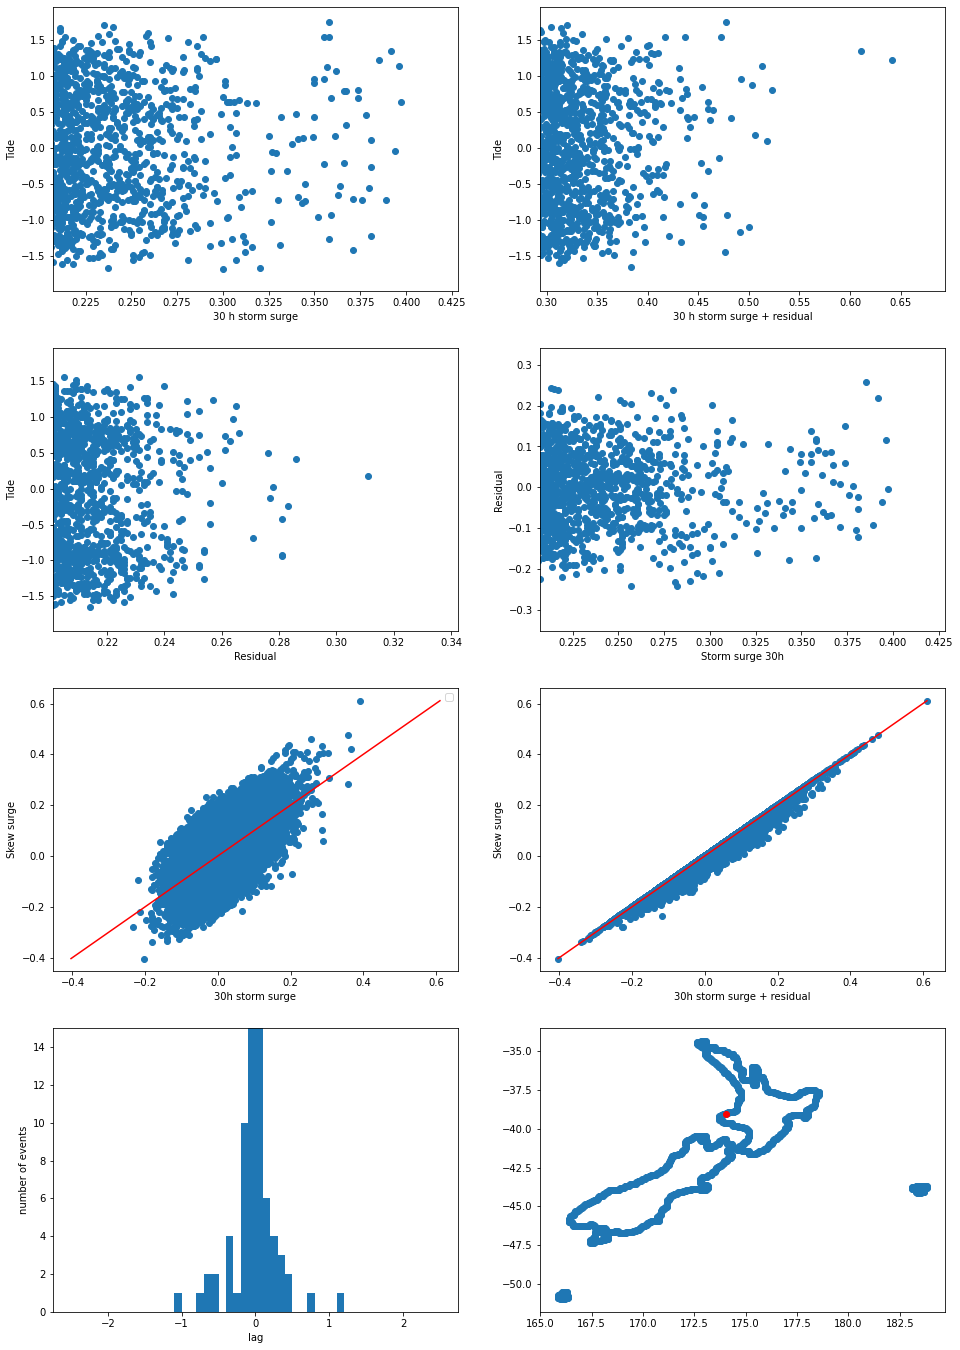 1.5
1.0
0.5
0.0
−0.5
−1.0
−1.5
Tide
0.225 0.250 0.275 0.300 0.325 0.350 0.375 0.400 0.425
30 h storm surge
1.5
1.0
0.5
0.0
−0.5
−1.0
−1.5
Tide
0.30 0.35 0.40 0.45 0.50 0.55 0.60 0.65
30 h storm surge + residual
1.5
1.0
0.5
0.0
−0.5
−1.0
−1.5
Tide
0.22 0.24 0.26 0.28 0.30 0.32 0.34
Residual
0.3
0.2
0.1
0.0
−0.1
−0.2
−0.3
Residual
0.225 0.250 0.275 0.300 0.325 0.350 0.375 0.400 0.425
Storm surge 30h
0.6
0.4
0.2
0.0
−0.2
−0.4
Skew surge
−0.4 −0.2 0.0 0.2 0.4 0.6
30h storm surge
0.6
0.4
0.2
0.0
−0.2
−0.4
Skew surge
−0.4 −0.2 0.0 0.2 0.4 0.6
30h storm surge + residual
14
12
10
8
6
4
2
0
number of events
−2 −1 0 1 2
lag
−35.0
−37.5
−40.0
−42.5
−45.0
−47.5
−50.0
165.0 167.5 170.0 172.5 175.0 177.5 180.0 182.5